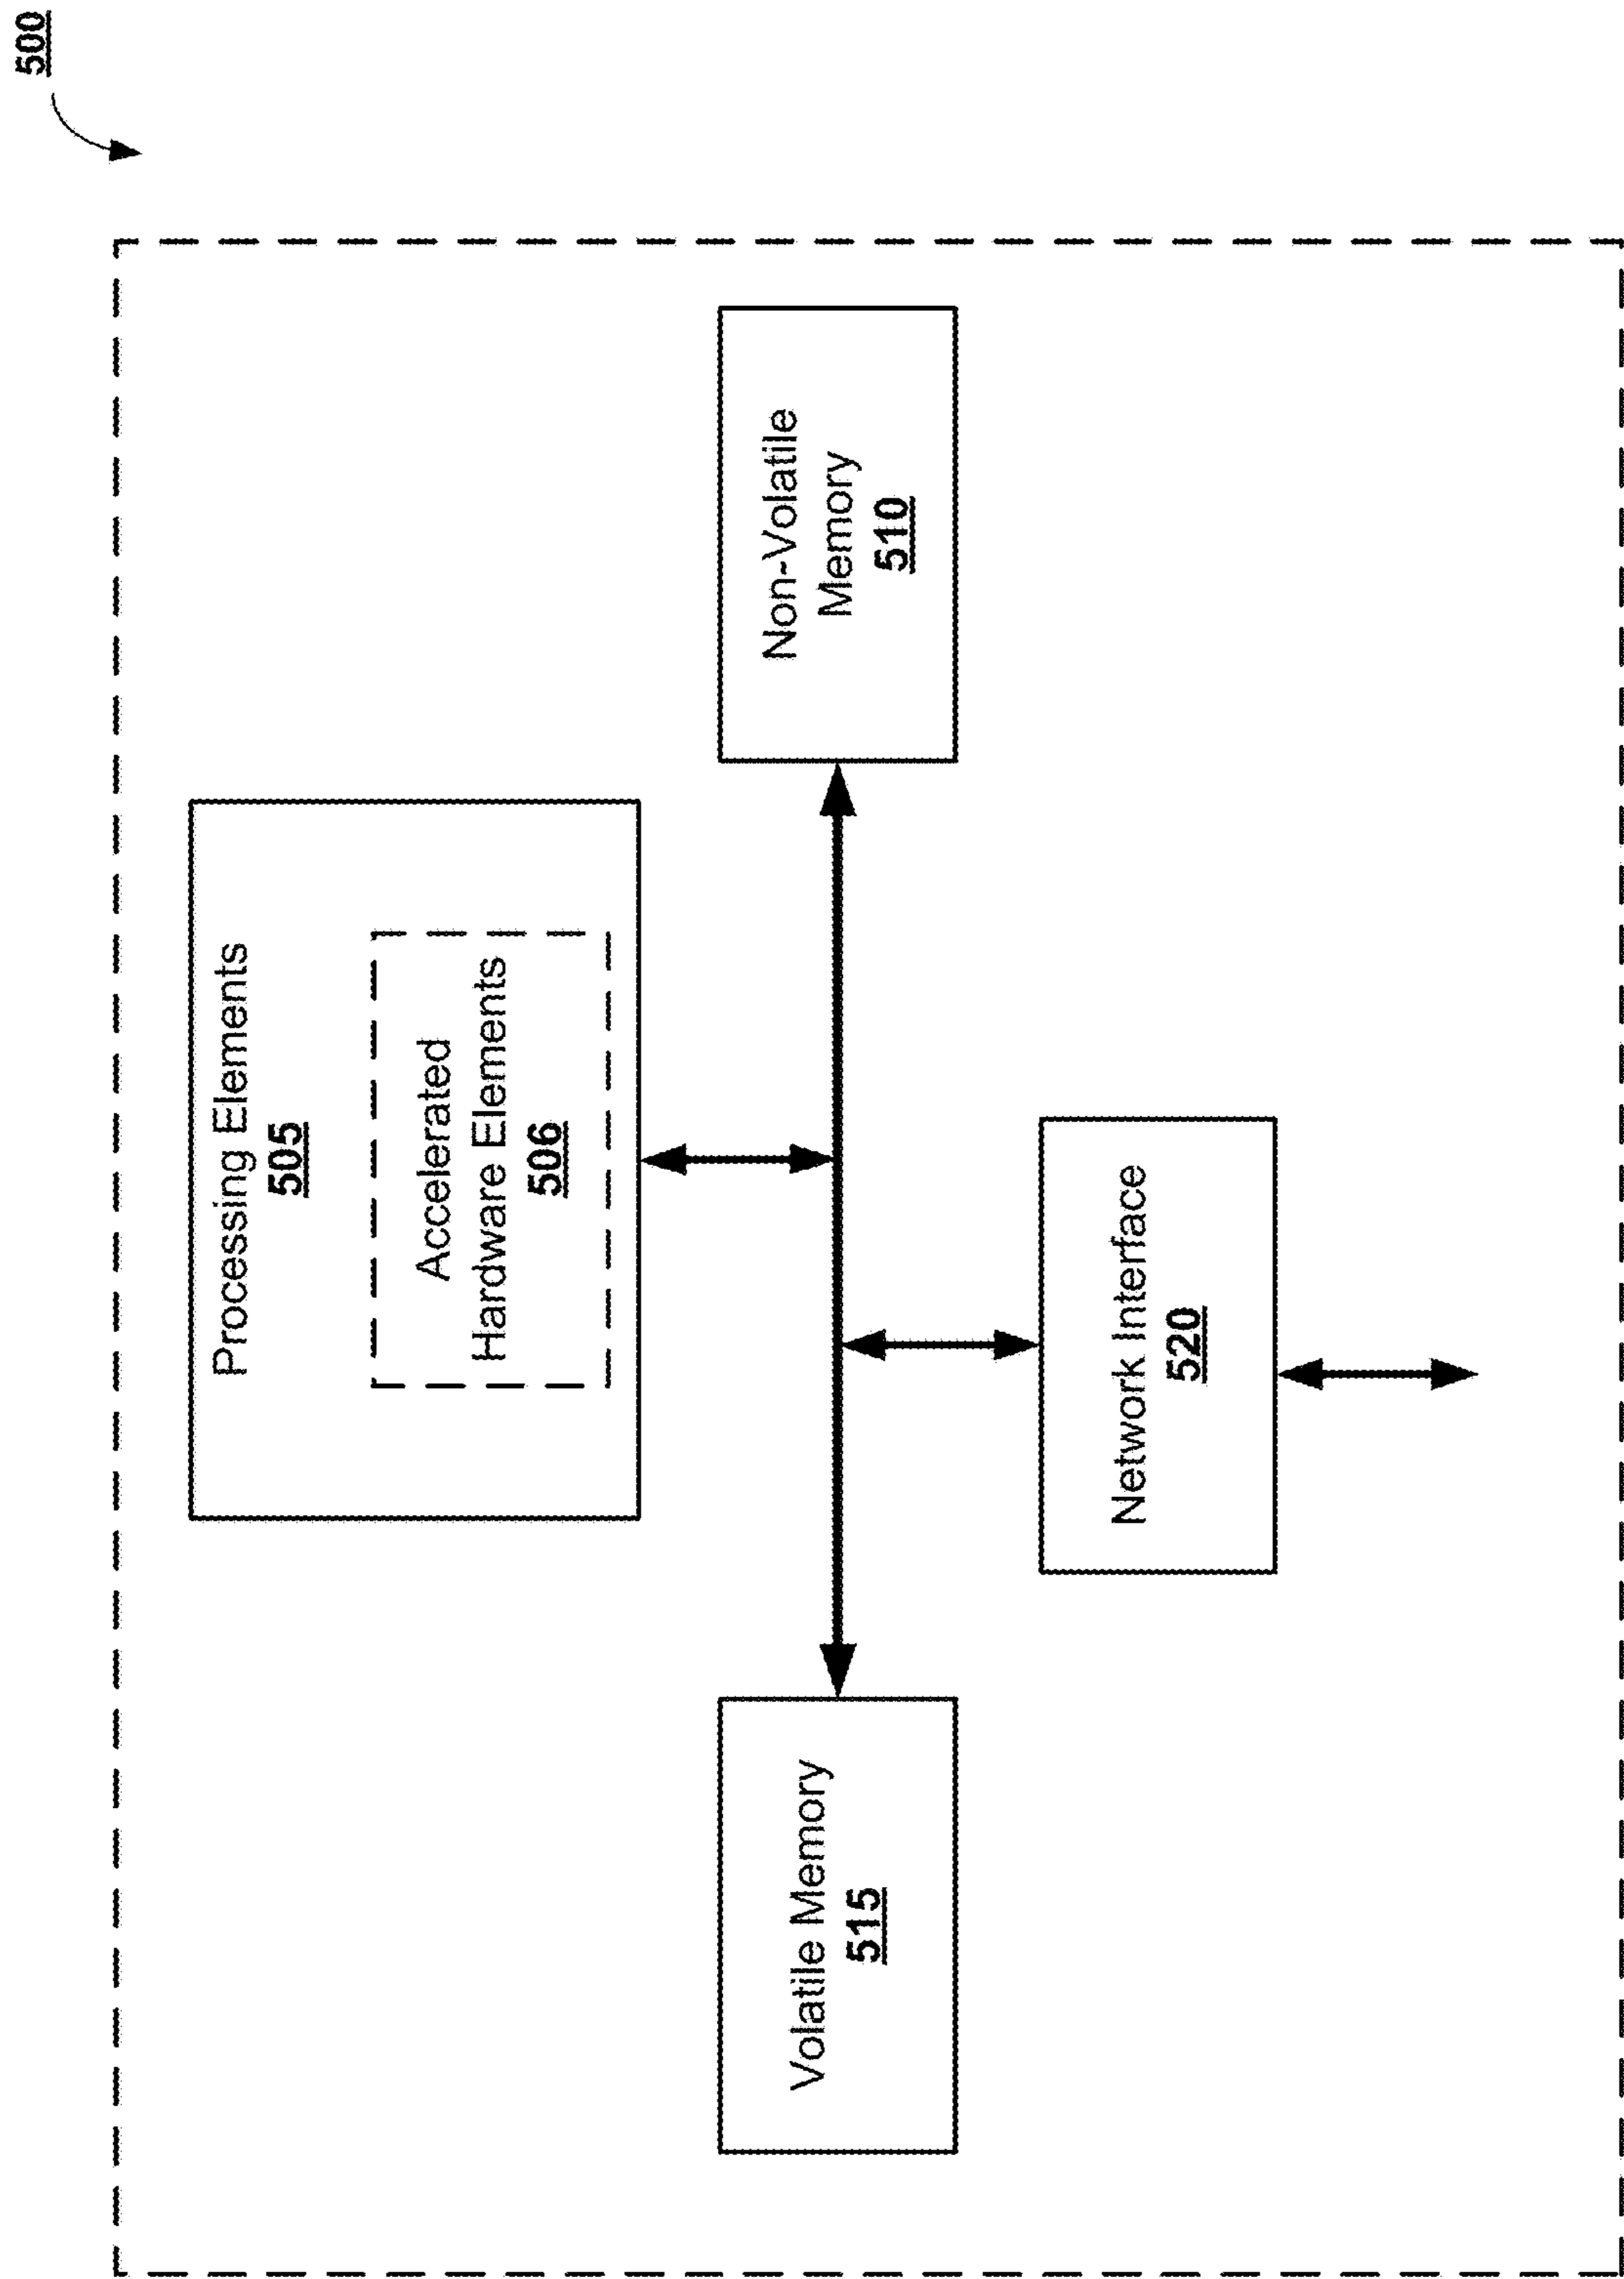 500
Processing Elements
505
Accelerated
Hardware Elements
506
Volatile Memory
515
Non-Volatile
Memory
510
Network Interface
520